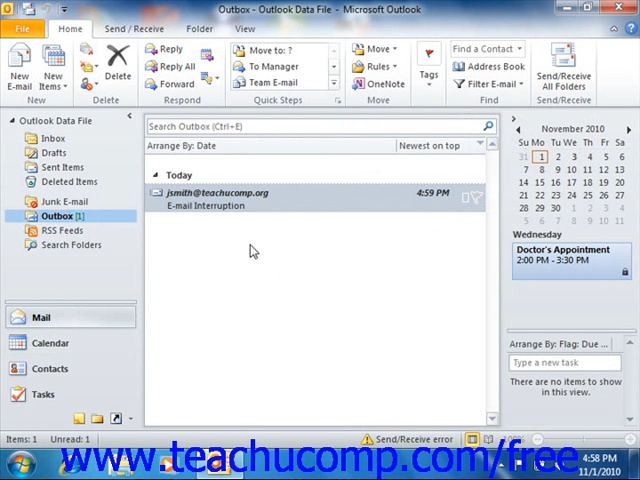 Outbox - Outlook Data File - Microsoft Outlook
File Home Send / Receive Folder View
New E-mail
New Items
Delete
Reply
Reply All
Forward
Move to: ?
To Manager
Team E-mail
Move
Rules
OneNote
Tags
Find a Contact
Address Book
Filter E-mail
Send/Receive All Folders
New Delete Respond Quick Steps Move Find Send/Receive
Outlook Data File
Inbox
Drafts
Sent Items
Deleted Items
Junk E-mail
Outbox [1]
RSS Feeds
Search Folders
Mail
Calendar
Contacts
Tasks
Search Outbox (Ctrl+E)
Arrange By: Date Newest on top
Today
jsmith@teachucomp.org 4:59 PM
E-mail Interruption
November 2010
Su Mo Tu We Th Fr Sa
31 1 2 3 4 5 6
7 8 9 10 11 12 13
14 15 16 17 18 19 20
21 22 23 24 25 26 27
28 29 30 1 2 3 4
5 6 7 8 9 10 11
Wednesday
Doctor's Appointment
2:00 PM - 3:30 PM
Arrange By: Flag: Due ...
Type a new task
There are no items to show in this view.
Items: 1 Unread: 1 Send/Receive error 100%
www.teachucomp.com/free
4:58 PM
11/1/2010